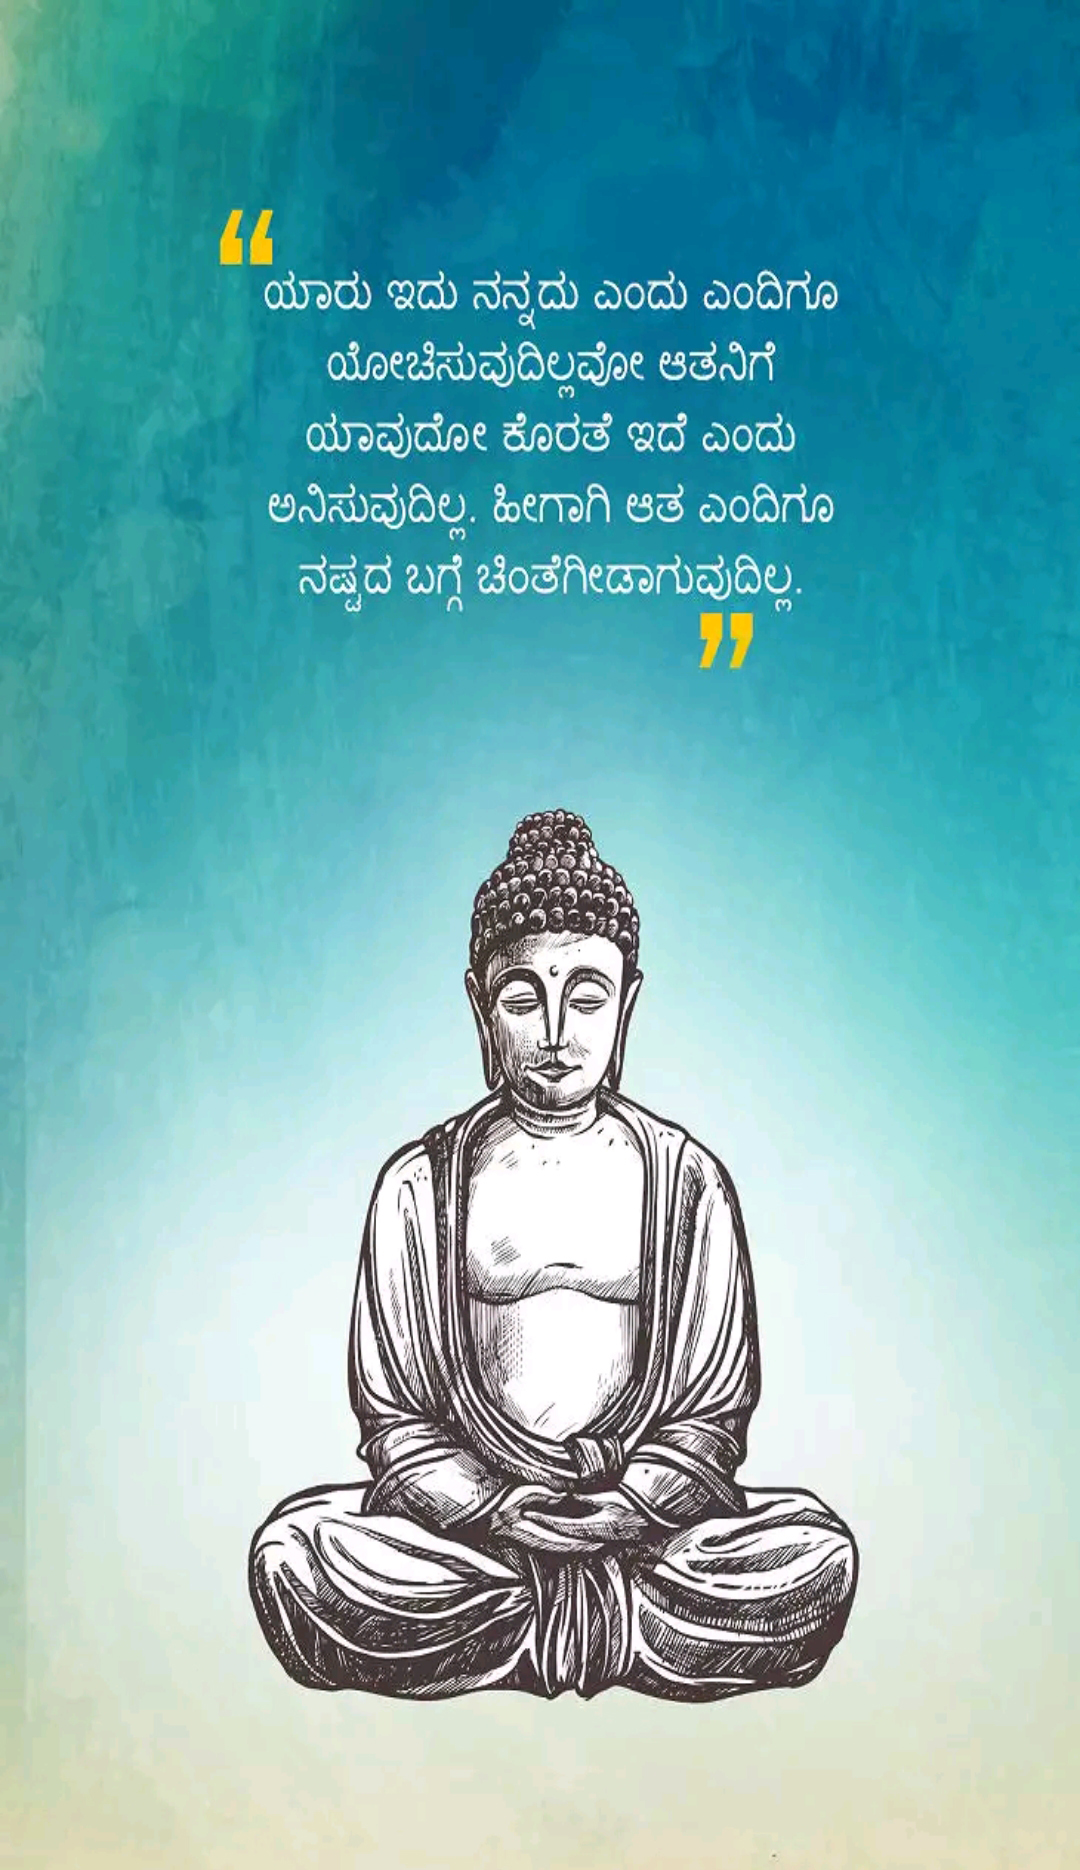 “
ಯಾರು ಇದು ನನ್ನದು ಎಂದು ಎಂದಿಗೂ
ಯೋಚಿಸುವುದಿಲ್ಲವೋ ಆತನಿಗೆ
ಯಾವುದೋ ಕೊರತೆ ಇದೆ ಎಂದು
ಅನಿಸುವುದಿಲ್ಲ. ಹೀಗಾಗಿ ಆತ ಎಂದಿಗೂ
ನಷ್ಟದ ಬಗ್ಗೆ ಚಿಂತೆಗೀಡಾಗುವುದಿಲ್ಲ.
”